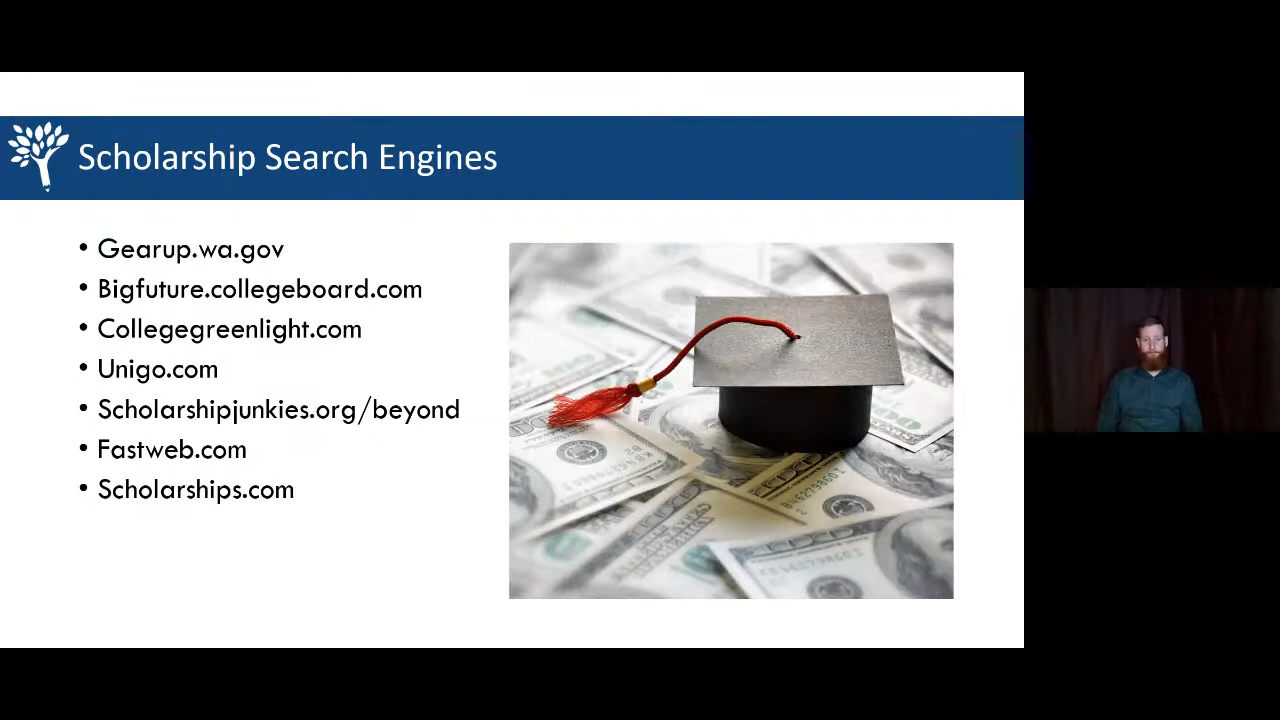 Scholarship Search Engines
• Gearup.wa.gov
• Bigfuture.collegeboard.com
• Collegegreenlight.com
• Unigo.com
• Scholarshipjunkies.org/beyond
• Fastweb.com
• Scholarships.com